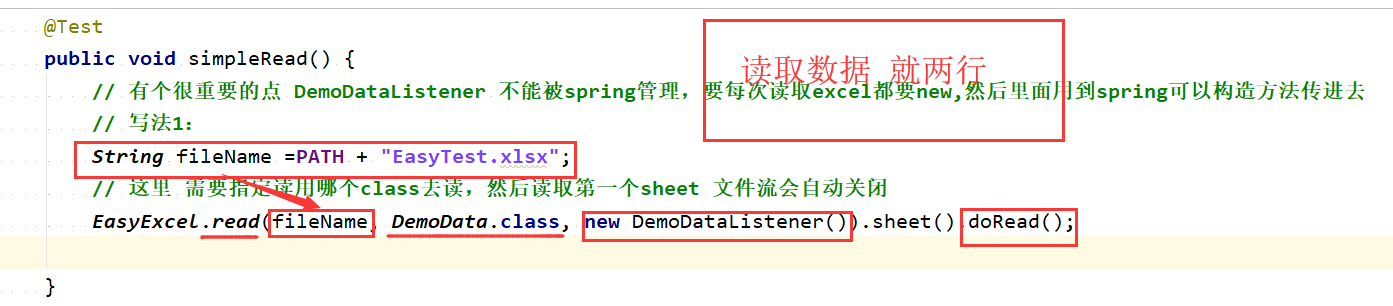 @Test
public void simpleRead() {
读取数据 就两行
// 有个很重要的点 DemoDataListener 不能被spring管理，要每次读取excel都要new,然后里面用到spring可以构造方法传进去
// 写法1：
String fileName =PATH + "EasyTest.xlsx";
// 这里 需要指定读用哪个class去读，然后读取第一个sheet 文件流会自动关闭
EasyExcel.read(fileName, DemoData.class, new DemoDataListener()).sheet().doRead();
}